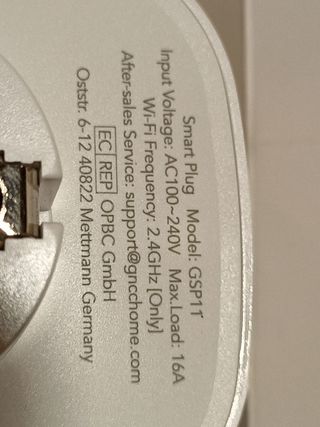 Smart Plug Model: GSP11
Input Voltage: AC100~240V Max.Load: 16A
Wi-Fi Frequency: 2.4GHz [Only]
After-sales Service: support@gncchome.com
EC REP OPBC GmbH
Oststr. 6-12 40822 Mettmann Germany